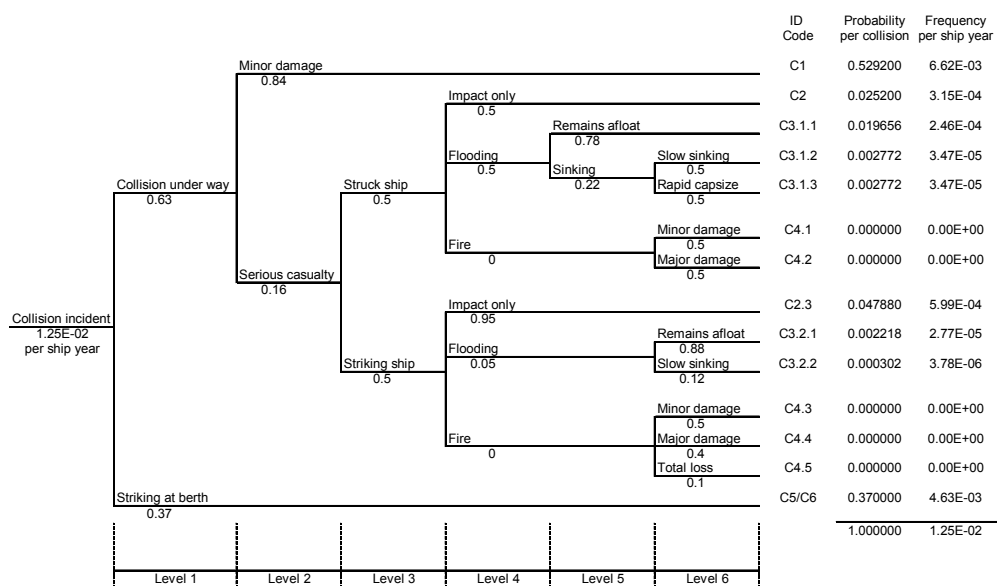 ID Code Probability per collision Frequency per ship year
Minor damage 0.84 C1 0.529200 6.62E-03
Impact only 0.5 C2 0.025200 3.15E-04
Remains afloat 0.78 C3.1.1 0.019656 2.46E-04
Flooding 0.5 Slow sinking 0.5 C3.1.2 0.002772 3.47E-05
Sinking 0.22
Collision under way 0.63 Struck ship 0.5 Rapid capsize 0.5 C3.1.3 0.002772 3.47E-05
Minor damage 0.5 C4.1 0.000000 0.00E+00
Fire 0
Serious casualty 0.16 Major damage 0.5 C4.2 0.000000 0.00E+00
Impact only 0.95 C2.3 0.047880 5.99E-04
Collision incident 1.25E-02 per ship year
Remains afloat 0.88 C3.2.1 0.002218 2.77E-05
Flooding 0.05
Striking ship 0.5 Slow sinking 0.12 C3.2.2 0.000302 3.78E-06
Minor damage 0.5 C4.3 0.000000 0.00E+00
Fire 0 Major damage 0.4 C4.4 0.000000 0.00E+00
Total loss 0.1 C4.5 0.000000 0.00E+00
Striking at berth 0.37 C5/C6 0.370000 4.63E-03
1.000000 1.25E-02
Level 1 Level 2 Level 3 Level 4 Level 5 Level 6